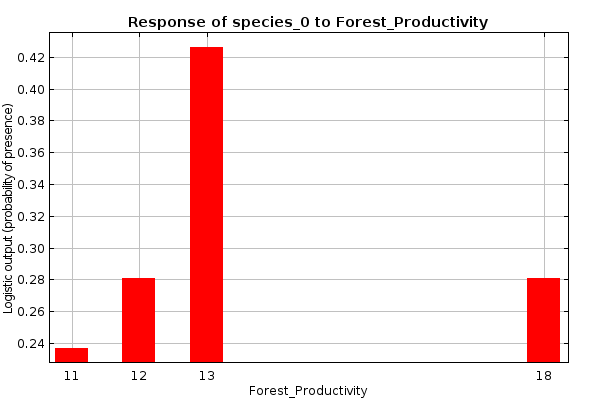 Response of species_0 to Forest_Productivity
Logistic output (probability of presence)
0.42
0.40
0.38
0.36
0.34
0.32
0.30
0.28
0.26
0.24
11 12 13 18
Forest_Productivity